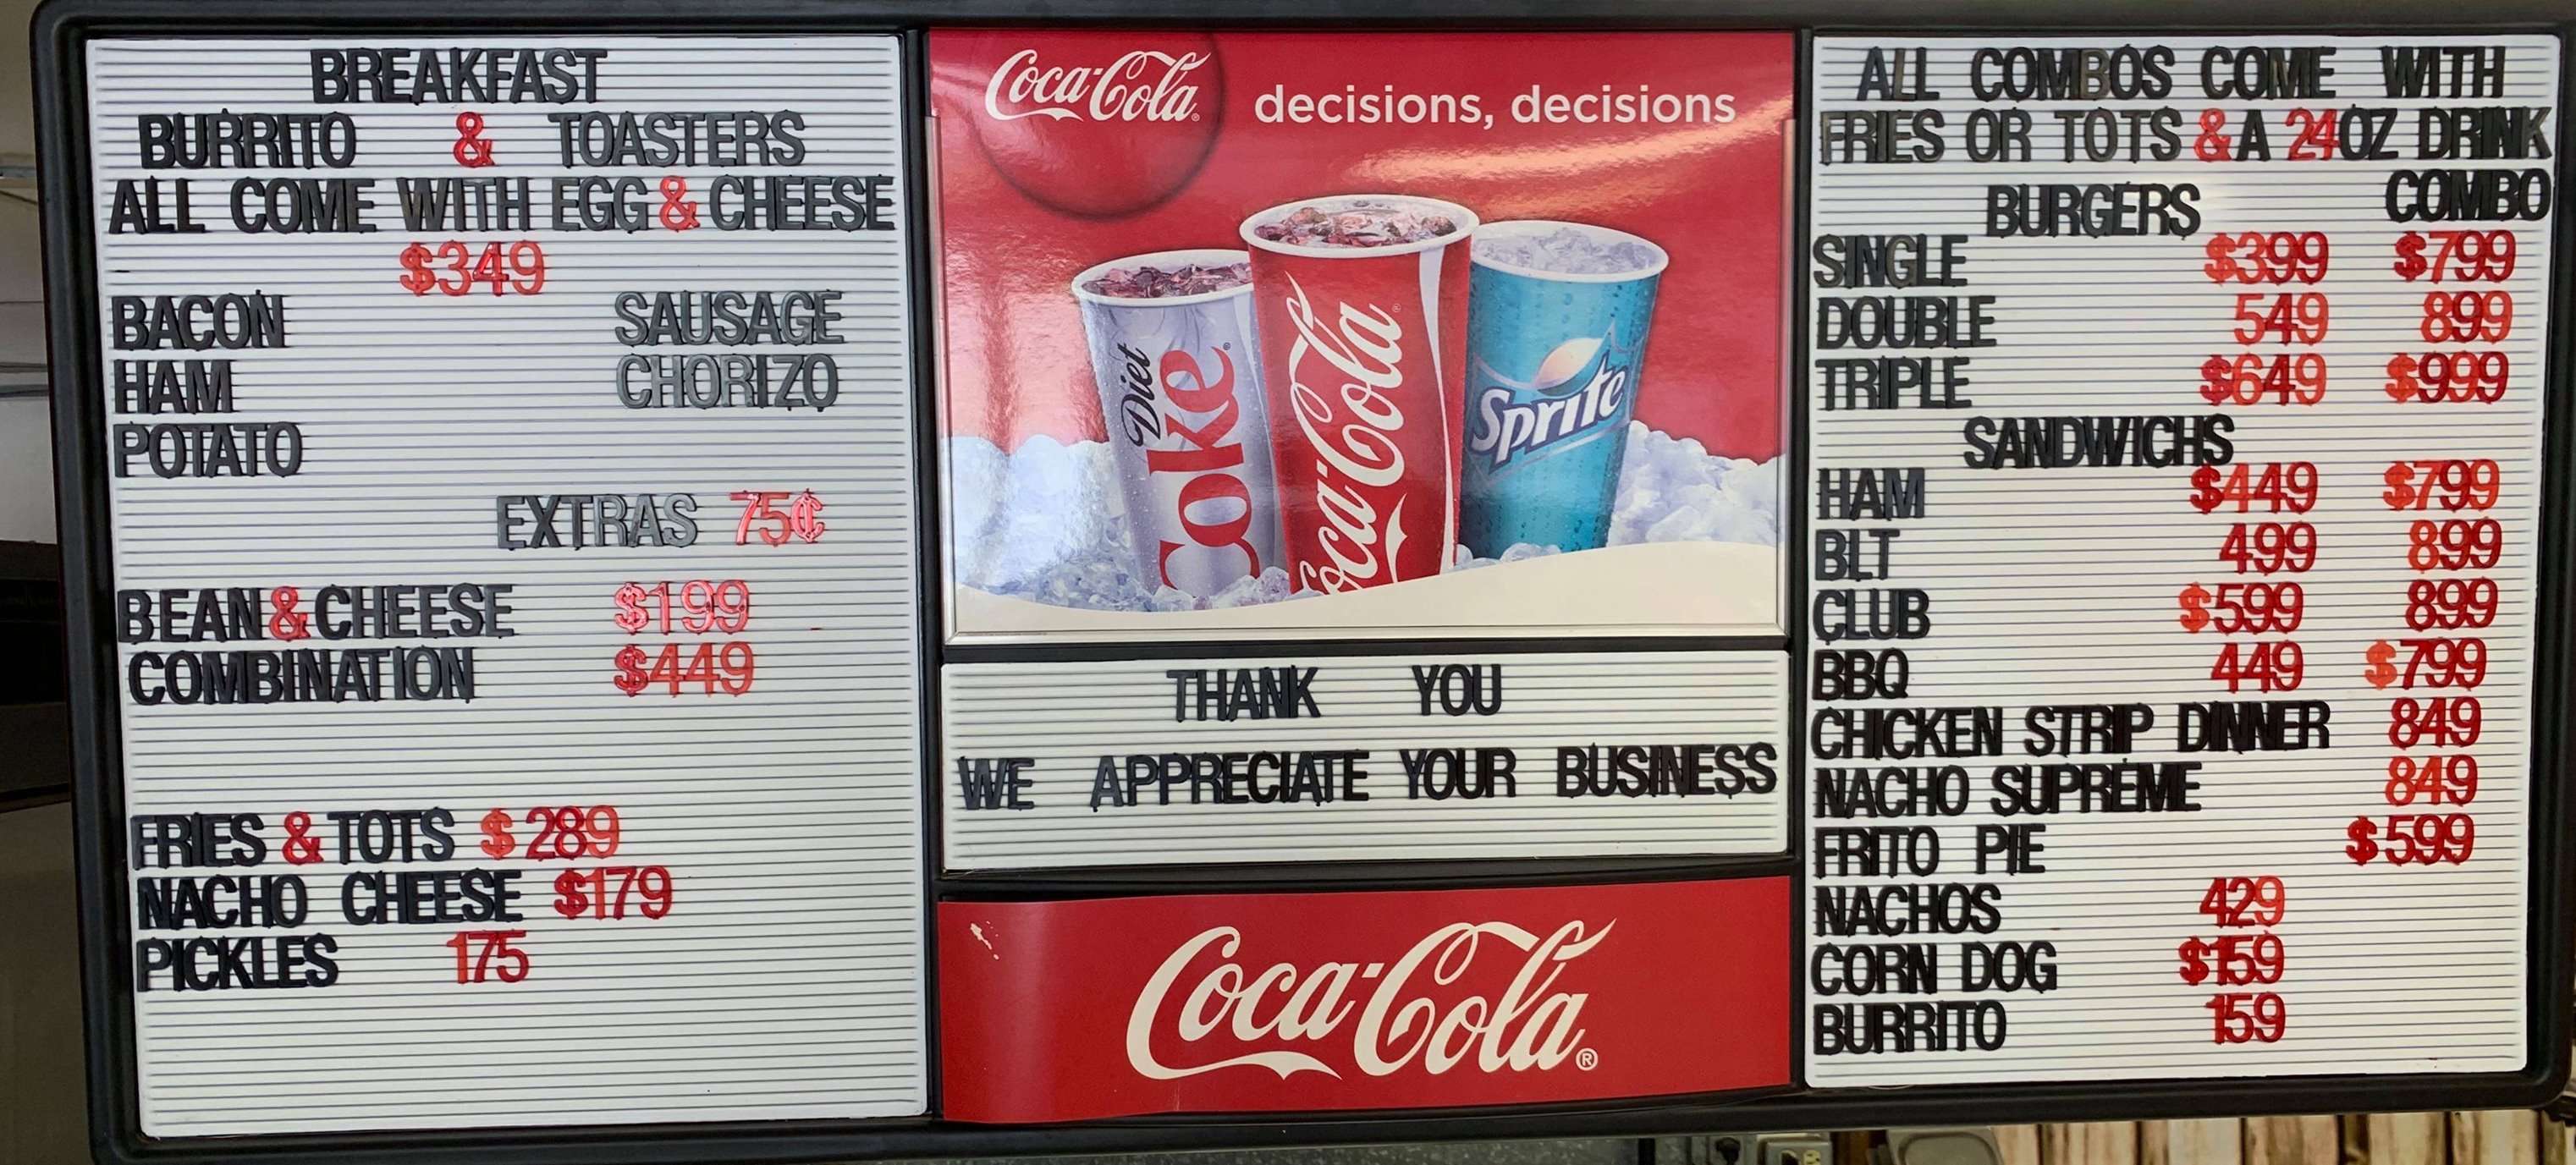 BREAKFAST
BURRITO & TOASTERS
ALL COME WITH EGG & CHEESE
$349
BACON SAUSAGE
HAM CHORIZO
POTATO
EXTRAS 75¢
BEAN & CHEESE $199
COMBINATION $449
FRIES & TOTS $289
NACHO CHEESE $179
PICKLES 175
Coca-Cola decisions, decisions
Diet Coke
Coca-Cola
Sprite
THANK YOU
WE APPRECIATE YOUR BUSINESS
Coca-Cola®
ALL COMBOS COME WITH
FRIES OR TOTS & A 24OZ DRINK
BURGERS COMBO
SINGLE $399 $799
DOUBLE 549 899
TRIPLE $649 $999
SANDWICHS
HAM $449 $799
BLT 499 899
CLUB $599 899
BBQ 449 $799
CHICKEN STRIP DINNER 849
NACHO SUPREME 849
FRITO PIE $599
NACHOS 429
CORN DOG $159
BURRITO 159